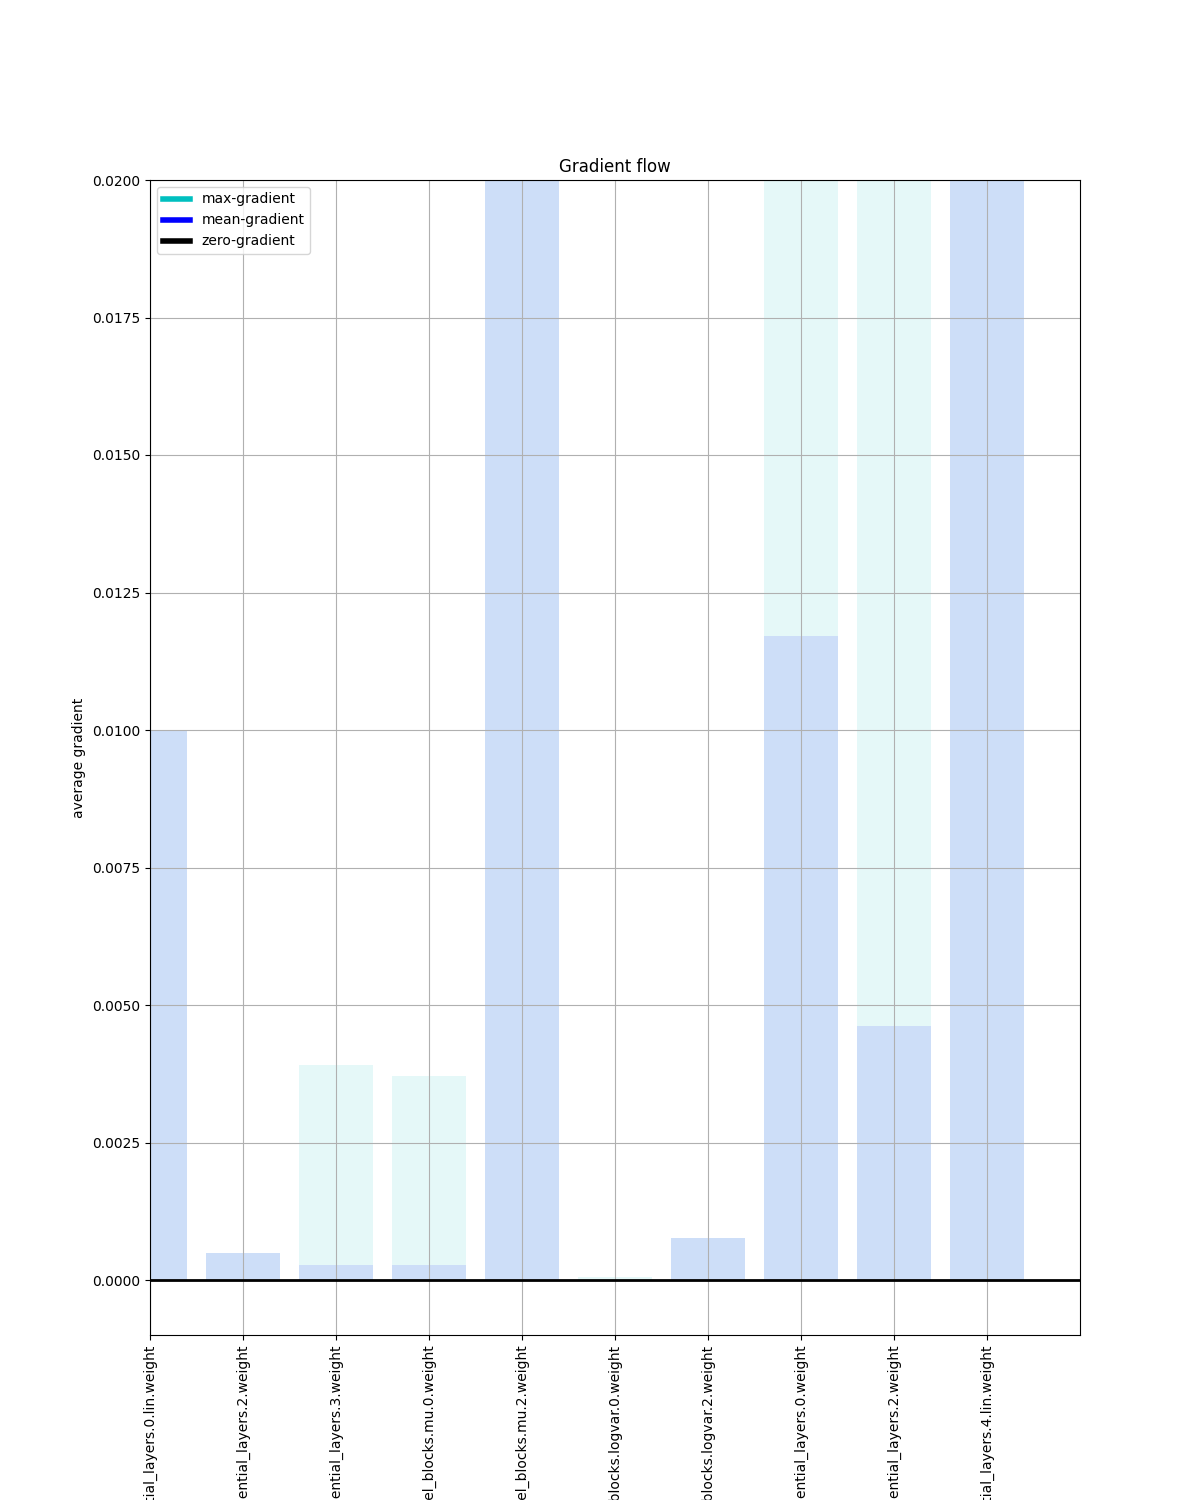 Gradient flow
max-gradient
mean-gradient
zero-gradient
0.0200
0.0175
0.0150
0.0125
0.0100
0.0075
0.0050
0.0025
0.0000
average gradient
tial_layers.0.lin.weight
ential_layers.2.weight
ential_layers.3.weight
el_blocks.mu.0.weight
el_blocks.mu.2.weight
blocks.logvar.0.weight
blocks.logvar.2.weight
ential_layers.0.weight
ential_layers.2.weight
tial_layers.4.lin.weight